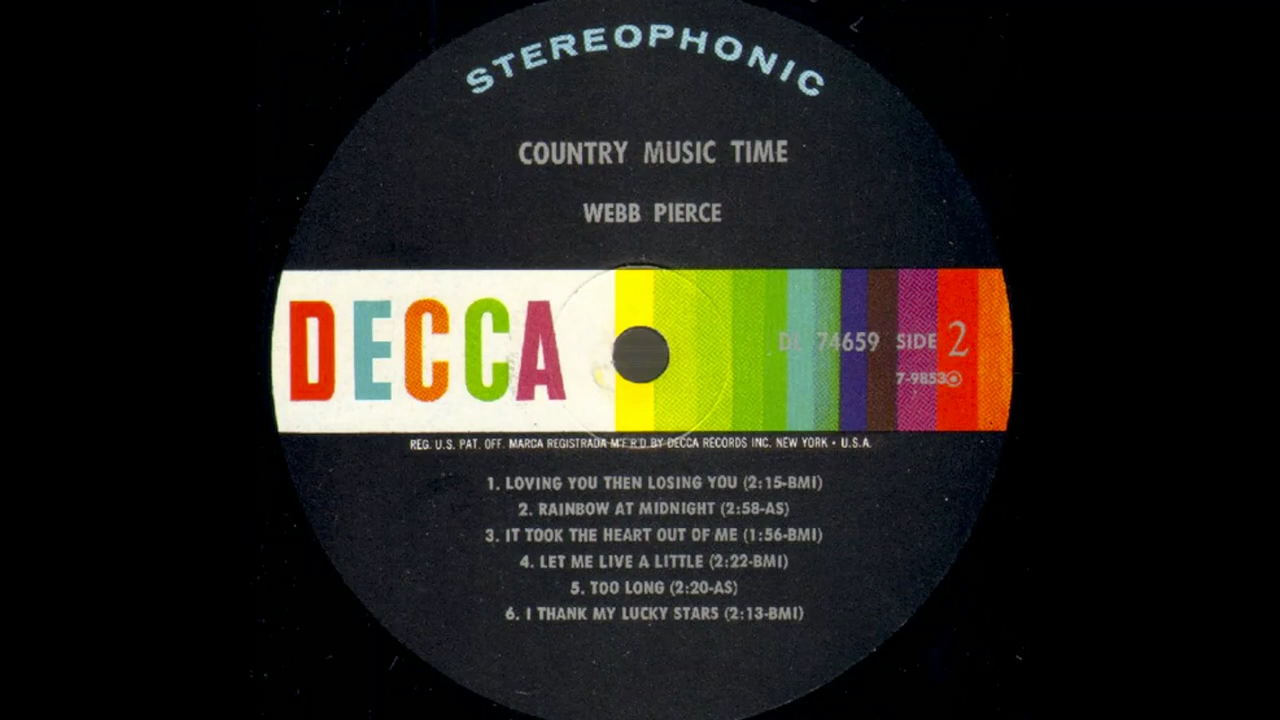 STEREOPHONIC
COUNTRY MUSIC TIME
WEBB PIERCE
DECCA
DL 74659 SIDE 2
7-9853
REG. U.S. PAT. OFF. MARCA REGISTRADA M'F'R'D BY DECCA RECORDS INC. NEW YORK • U.S.A.
1. LOVING YOU THEN LOSING YOU (2:15-BMI)
2. RAINBOW AT MIDNIGHT (2:58-AS)
3. IT TOOK THE HEART OUT OF ME (1:56-BMI)
4. LET ME LIVE A LITTLE (2:22-BMI)
5. TOO LONG (2:20-AS)
6. I THANK MY LUCKY STARS (2:13-BMI)